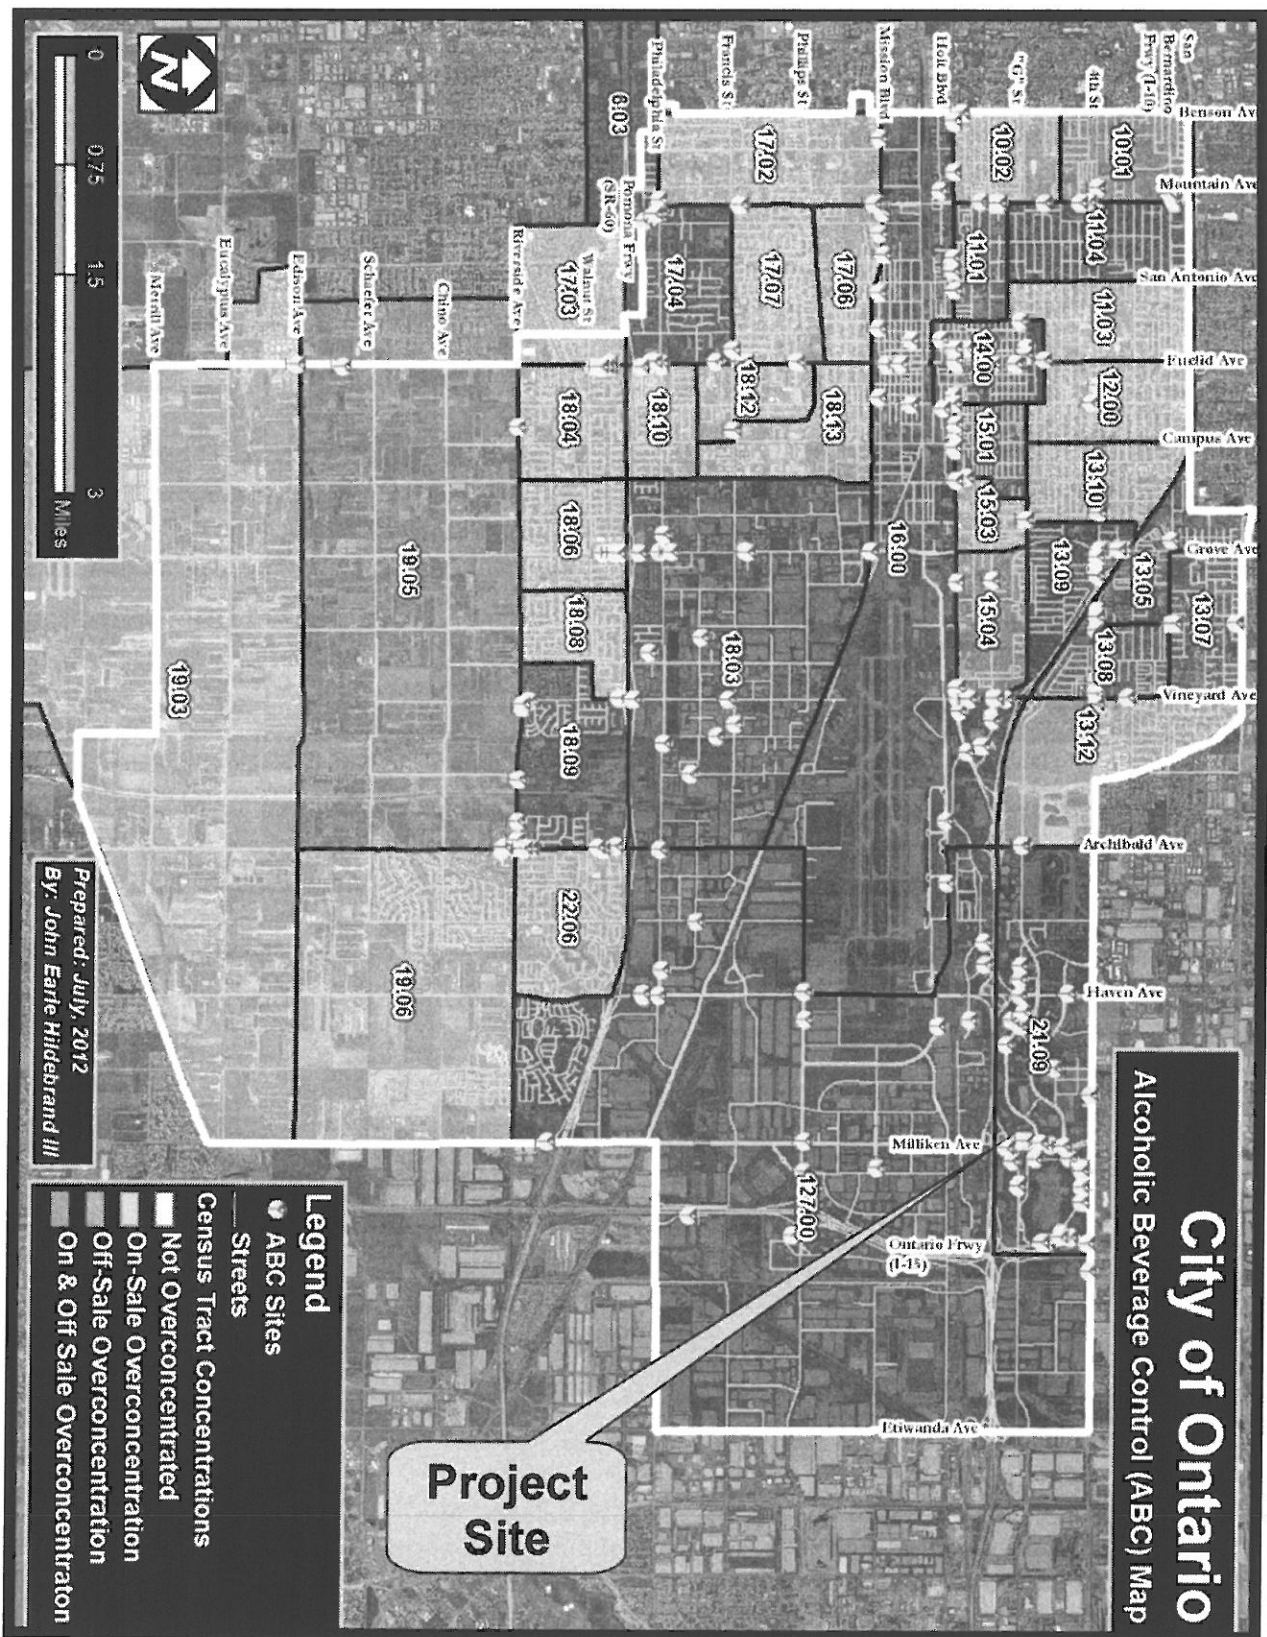 City of Ontario
Alcoholic Beverage Control (ABC) Map
San
Bernardino
Frwy (I-10)
4th St
"G" St
Holt Blvd
Mission Blvd
Phillips St
Francis St
Philadelphia St
Pomona Frwy
(SR-60)
Walnut St
Riverside Ave
Chino Ave
Schaefer Ave
Edison Ave
Eucalyptus Ave
Merrill Ave
Benson Ave
Mountain Ave
San Antonio Ave
Euclid Ave
Campus Ave
Grove Ave
Vineyard Ave
Archibald Ave
Haven Ave
Milliken Ave
Ontario Frwy
(I-15)
Etiwanda Ave
10.01
10.02
11.04
11.01
11.03
14.00
12.00
15.01
13.10
15.03
13.09
13.05
13.07
15.04
13.08
13.12
16.00
17.02
17.06
17.07
17.04
6.03
17.03
18.13
18.12
18.10
18.04
18.06
18.08
18.03
18.09
22.06
21.09
127.00
19.05
19.03
19.06
Project
Site
N
0 0.75 1.5 3
Miles
Prepared: July, 2012
By: John Earle Hildebrand III
Legend
ABC Sites
Streets
Census Tract Concentrations
Not Overconcentrated
On-Sale Overconcentration
Off-Sale Overconcentration
On & Off Sale Overconcentraton